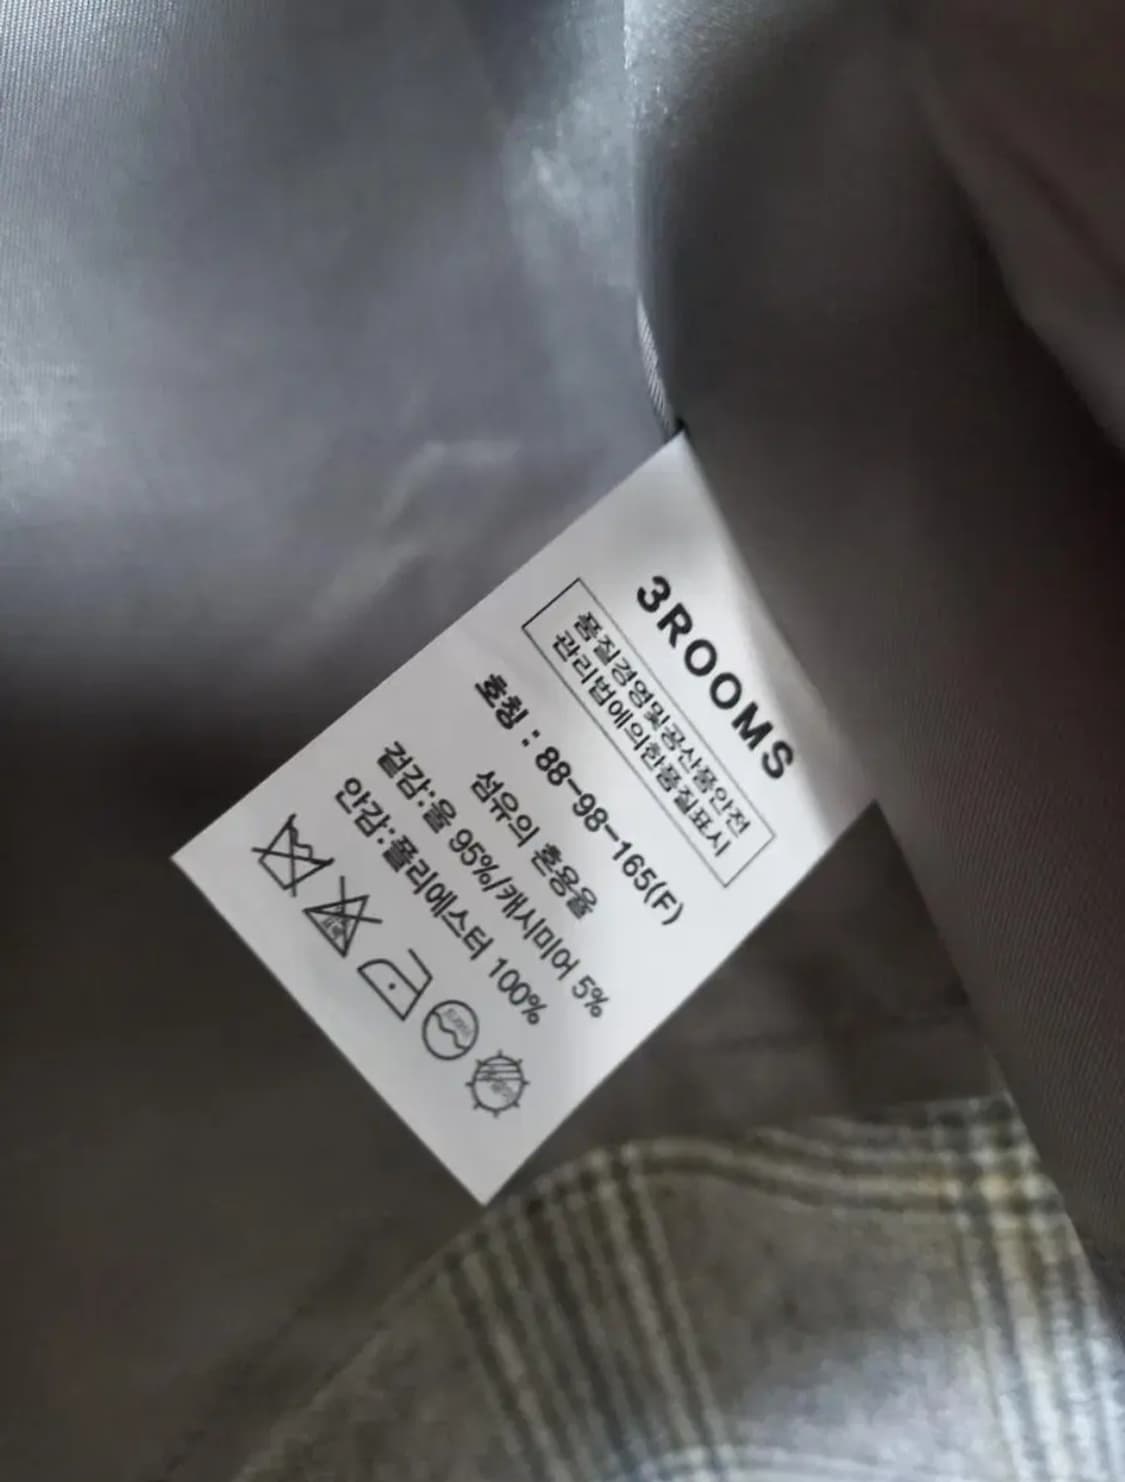 3ROOMS
품질경영및공산품안전
관리법에의한품질표시
호칭 : 88-98-165(F)
섬유의 혼용율
겉감:울 95%/캐시미어 5%
안감:폴리에스터 100%